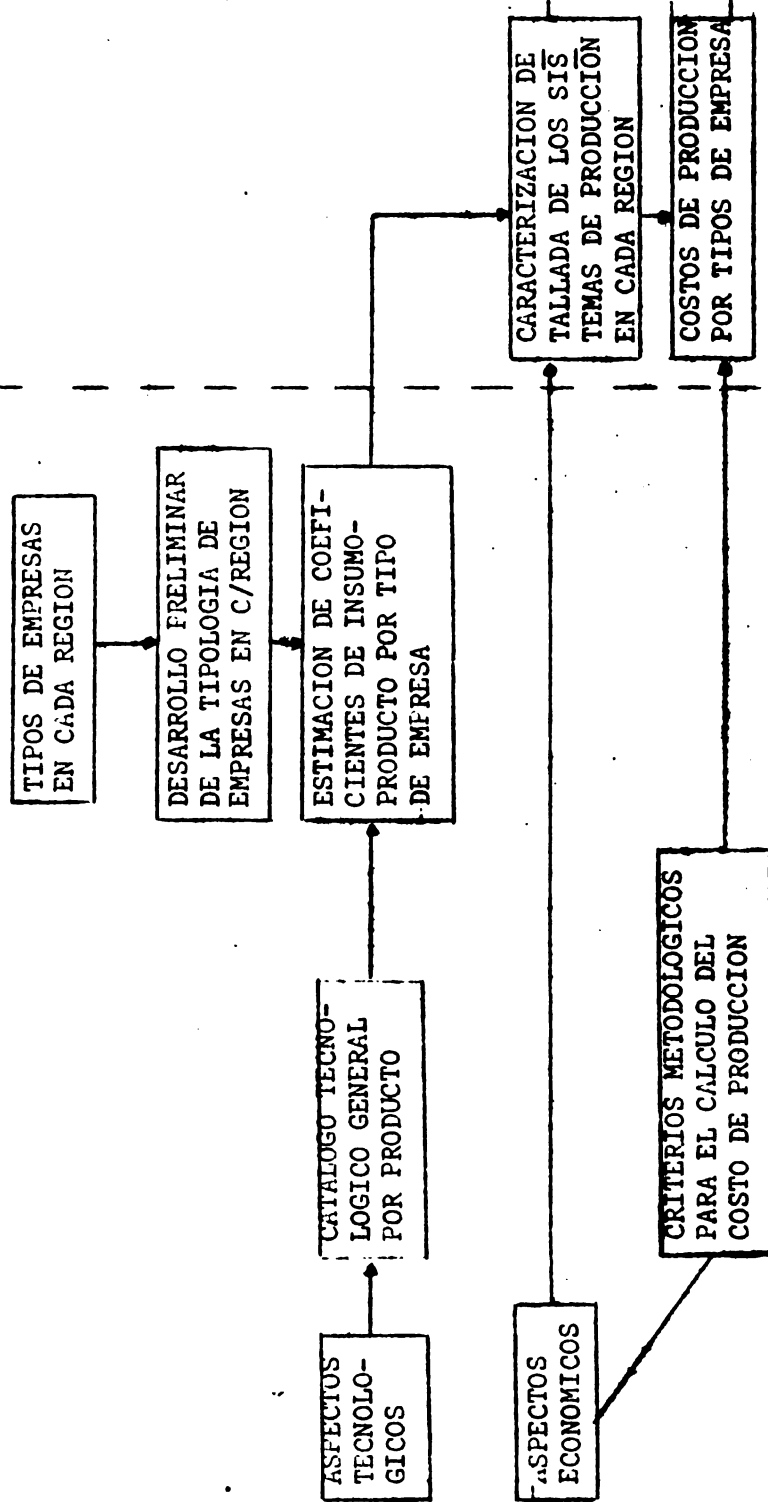 TIPOS DE EMPRESAS
EN CADA REGION
DESARROLLO PRELIMINAR
DE LA TIPOLOGIA DE
EMPRESAS EN C/REGION
ASPECTOS
TECNOLO-
GICOS
CATALOGO TECNO-
LOGICO GENERAL
POR PRODUCTO
ESTIMACION DE COEFI-
CIENTES DE INSUMO-
PRODUCTO POR TIPO
DE EMPRESA
ASPECTOS
ECONOMICOS
CARACTERIZACION DE
TALLADA DE LOS SIS
TEMAS DE PRODUCCIÓN
EN CADA REGION
CRITERIOS METODOLOGICOS
PARA EL CALCULO DEL
COSTO DE PRODUCCION
COSTOS DE PRODUCCION
POR TIPOS DE EMPRESA